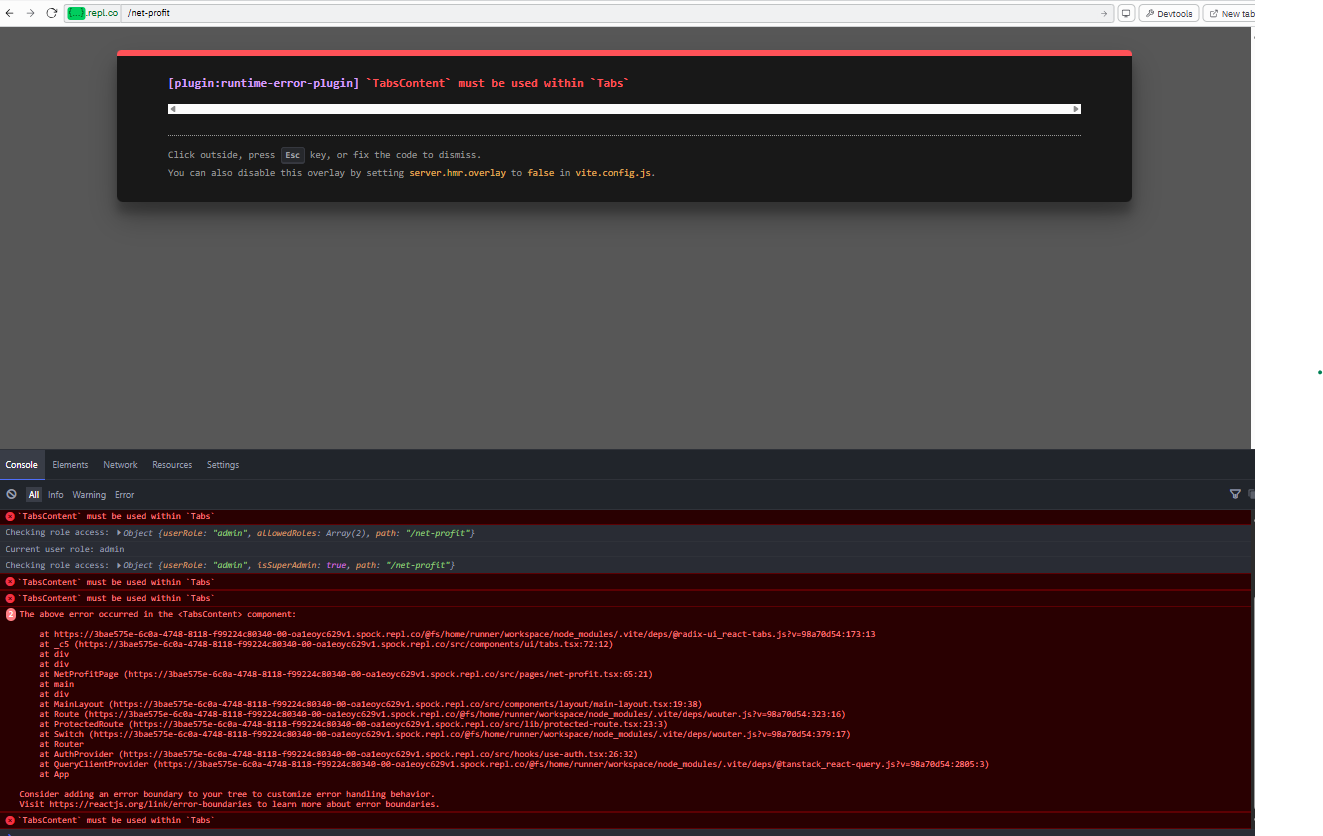 {...}.repl.co /net-profit Devtools New tab
[plugin:runtime-error-plugin] `TabsContent` must be used within `Tabs`
Click outside, press Esc key, or fix the code to dismiss.
You can also disable this overlay by setting server.hmr.overlay to false in vite.config.js.
Console Elements Network Resources Settings
All Info Warning Error
`TabsContent` must be used within `Tabs`
Checking role access: Object {userRole: "admin", allowedRoles: Array(2), path: "/net-profit"}
Current user role: admin
Checking role access: Object {userRole: "admin", isSuperAdmin: true, path: "/net-profit"}
`TabsContent` must be used within `Tabs`
`TabsContent` must be used within `Tabs`
2 The above error occurred in the <TabsContent> component:
at https://3bae575e-6c0a-4748-8118-f99224c80340-00-oa1eoyc629v1.spock.repl.co/@fs/home/runner/workspace/node_modules/.vite/deps/@radix-ui_react-tabs.js?v=98a70d54:173:13
at _c5 (https://3bae575e-6c0a-4748-8118-f99224c80340-00-oa1eoyc629v1.spock.repl.co/src/components/ui/tabs.tsx:72:12)
at div
at div
at NetProfitPage (https://3bae575e-6c0a-4748-8118-f99224c80340-00-oa1eoyc629v1.spock.repl.co/src/pages/net-profit.tsx:65:21)
at main
at div
at MainLayout (https://3bae575e-6c0a-4748-8118-f99224c80340-00-oa1eoyc629v1.spock.repl.co/src/components/layout/main-layout.tsx:19:38)
at Route (https://3bae575e-6c0a-4748-8118-f99224c80340-00-oa1eoyc629v1.spock.repl.co/@fs/home/runner/workspace/node_modules/.vite/deps/wouter.js?v=98a70d54:323:16)
at ProtectedRoute (https://3bae575e-6c0a-4748-8118-f99224c80340-00-oa1eoyc629v1.spock.repl.co/src/lib/protected-route.tsx:23:3)
at Switch (https://3bae575e-6c0a-4748-8118-f99224c80340-00-oa1eoyc629v1.spock.repl.co/@fs/home/runner/workspace/node_modules/.vite/deps/wouter.js?v=98a70d54:379:17)
at Router
at AuthProvider (https://3bae575e-6c0a-4748-8118-f99224c80340-00-oa1eoyc629v1.spock.repl.co/src/hooks/use-auth.tsx:26:32)
at QueryClientProvider (https://3bae575e-6c0a-4748-8118-f99224c80340-00-oa1eoyc629v1.spock.repl.co/@fs/home/runner/workspace/node_modules/.vite/deps/@tanstack_react-query.js?v=98a70d54:2805:3)
at App
Consider adding an error boundary to your tree to customize error handling behavior.
Visit https://reactjs.org/link/error-boundaries to learn more about error boundaries.
`TabsContent` must be used within `Tabs`